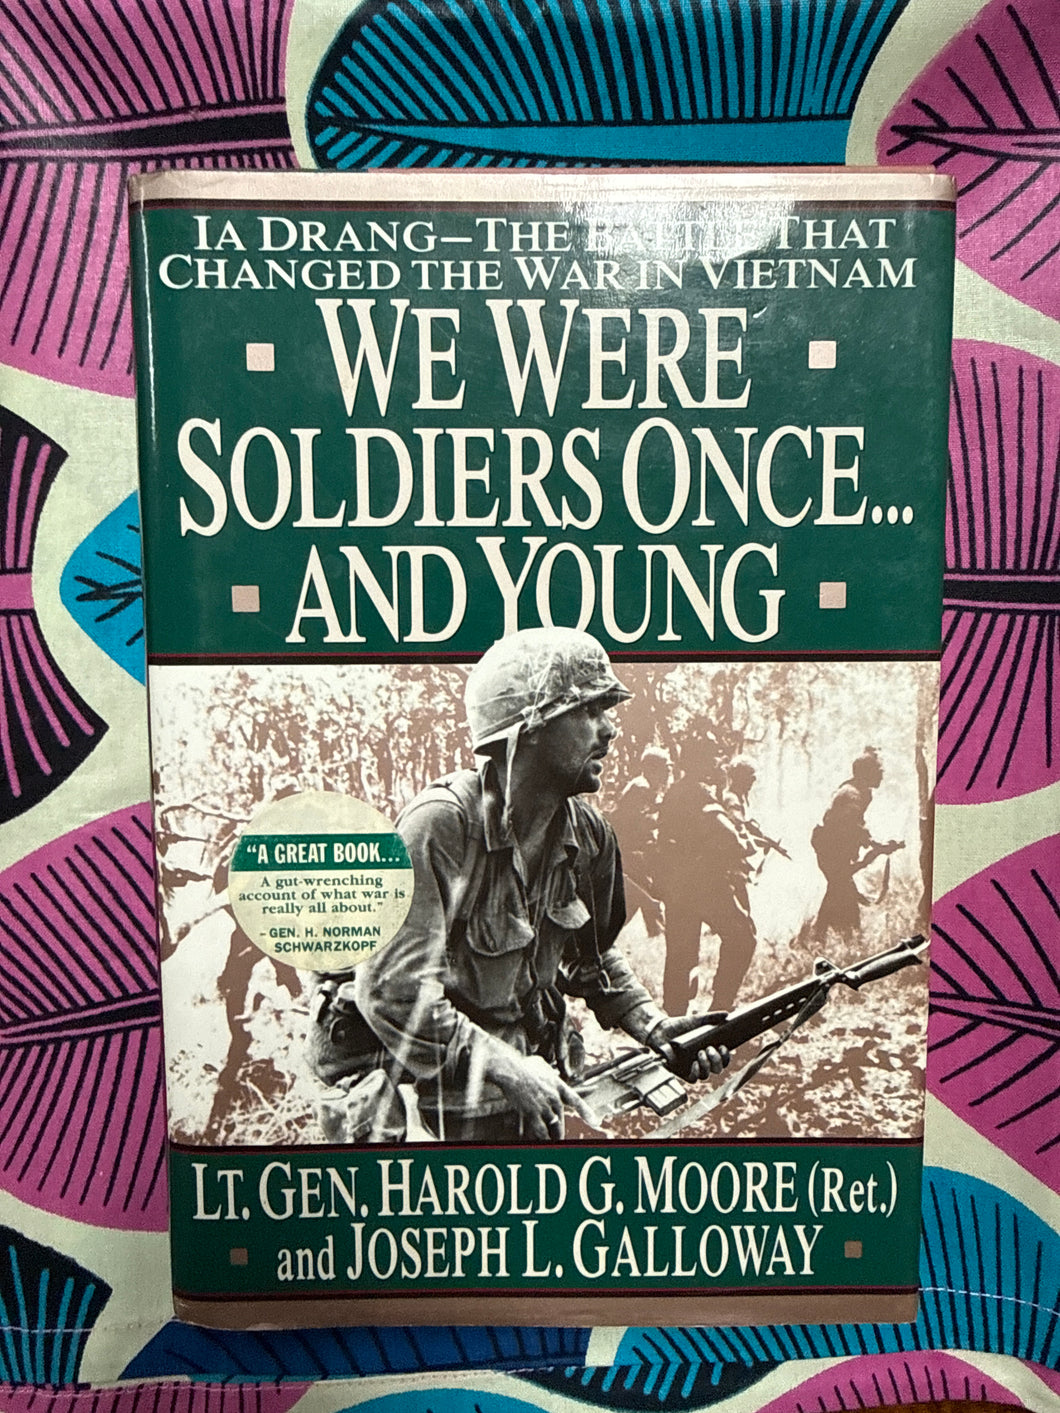 IA DRANG—THE BATTLE THAT
CHANGED THE WAR IN VIETNAM
WE WERE
SOLDIERS ONCE...
AND YOUNG
"A GREAT BOOK...
A gut-wrenching
account of what war is
really all about."
- GEN. H. NORMAN
SCHWARZKOPF
LT. GEN. HAROLD G. MOORE (Ret.)
and JOSEPH L. GALLOWAY